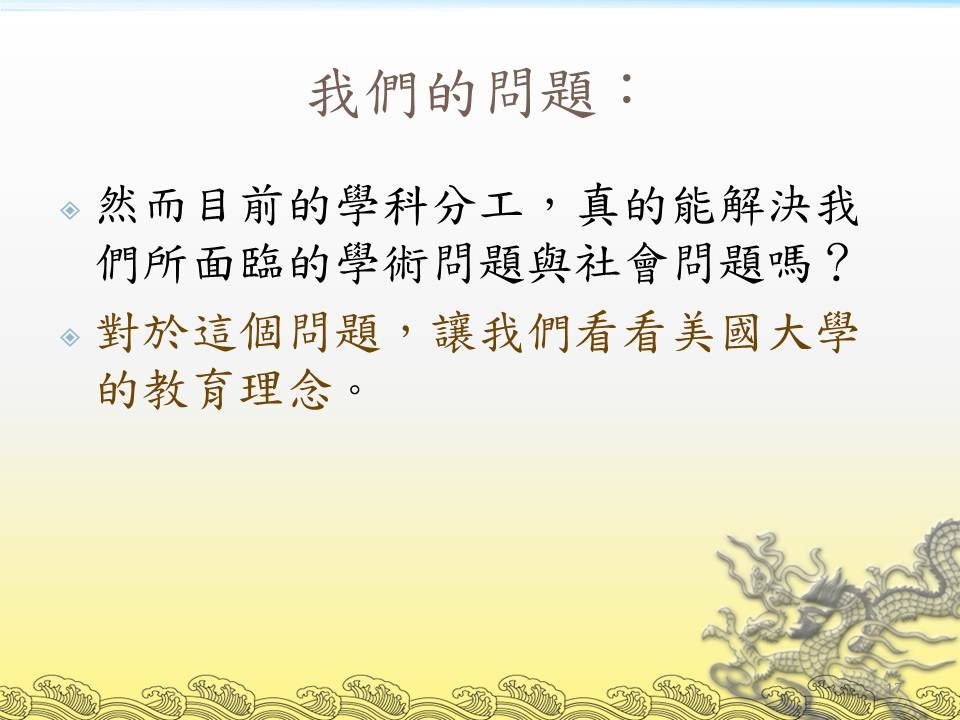 我們的問題：
然而目前的學科分工，真的能解決我
們所面臨的學術問題與社會問題嗎？
對於這個問題，讓我們看看美國大學
的教育理念。